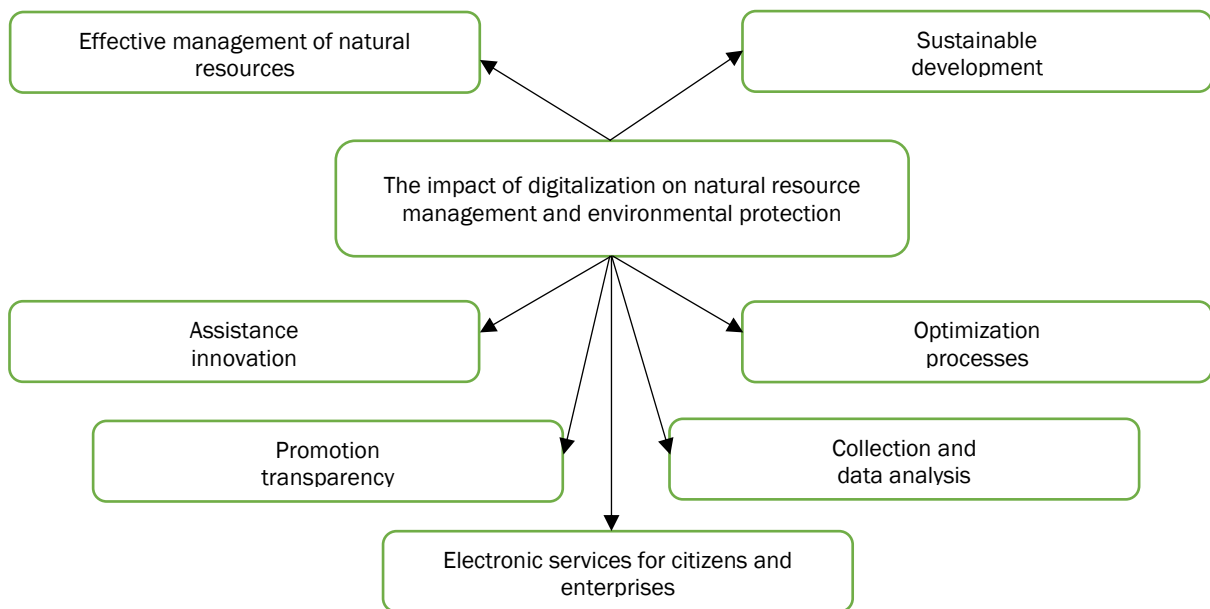 Effective management of natural
resources
Sustainable
development
The impact of digitalization on natural resource
management and environmental protection
Assistance
innovation
Optimization
processes
Promotion
transparency
Collection and
data analysis
Electronic services for citizens and
enterprises